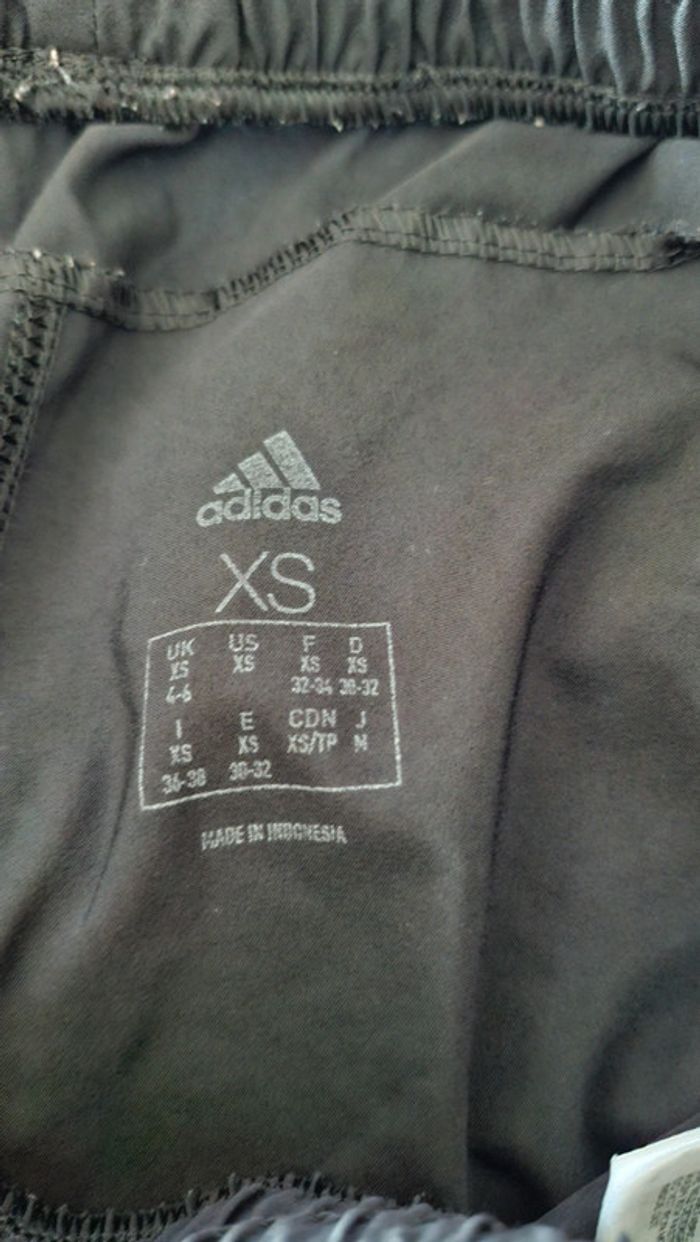 adidas
XS
UK US F D
XS XS XS XS
4-6 32-34 30-32
I E CDN J
XS XS XS/TP M
36-38 30-32
MADE IN INDONESIA